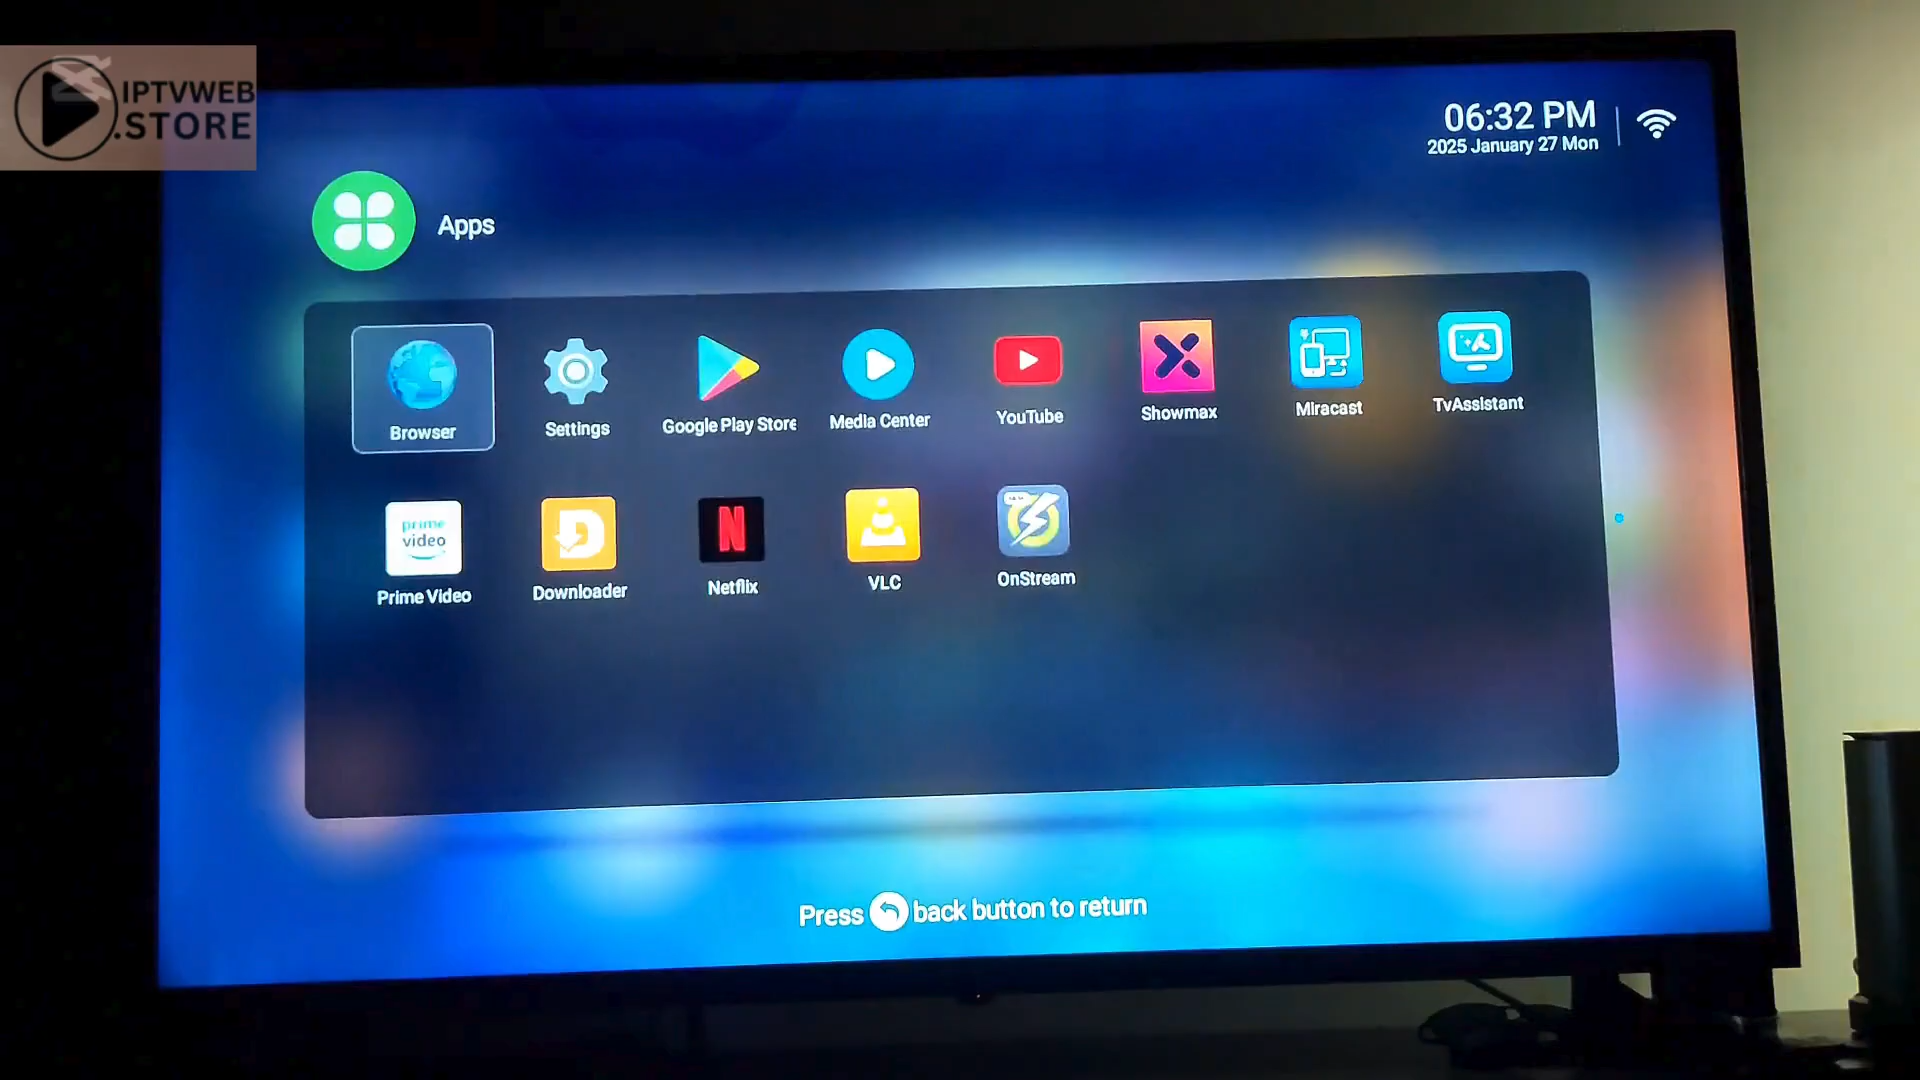 IPTVWEB
.STORE
06:32 PM
2025 January 27 Mon
Apps
Browser
Settings
Google Play Store
Media Center
YouTube
Showmax
Miracast
TvAssistant
prime
video
Prime Video
Downloader
Netflix
VLC
OnStream
Press back button to return